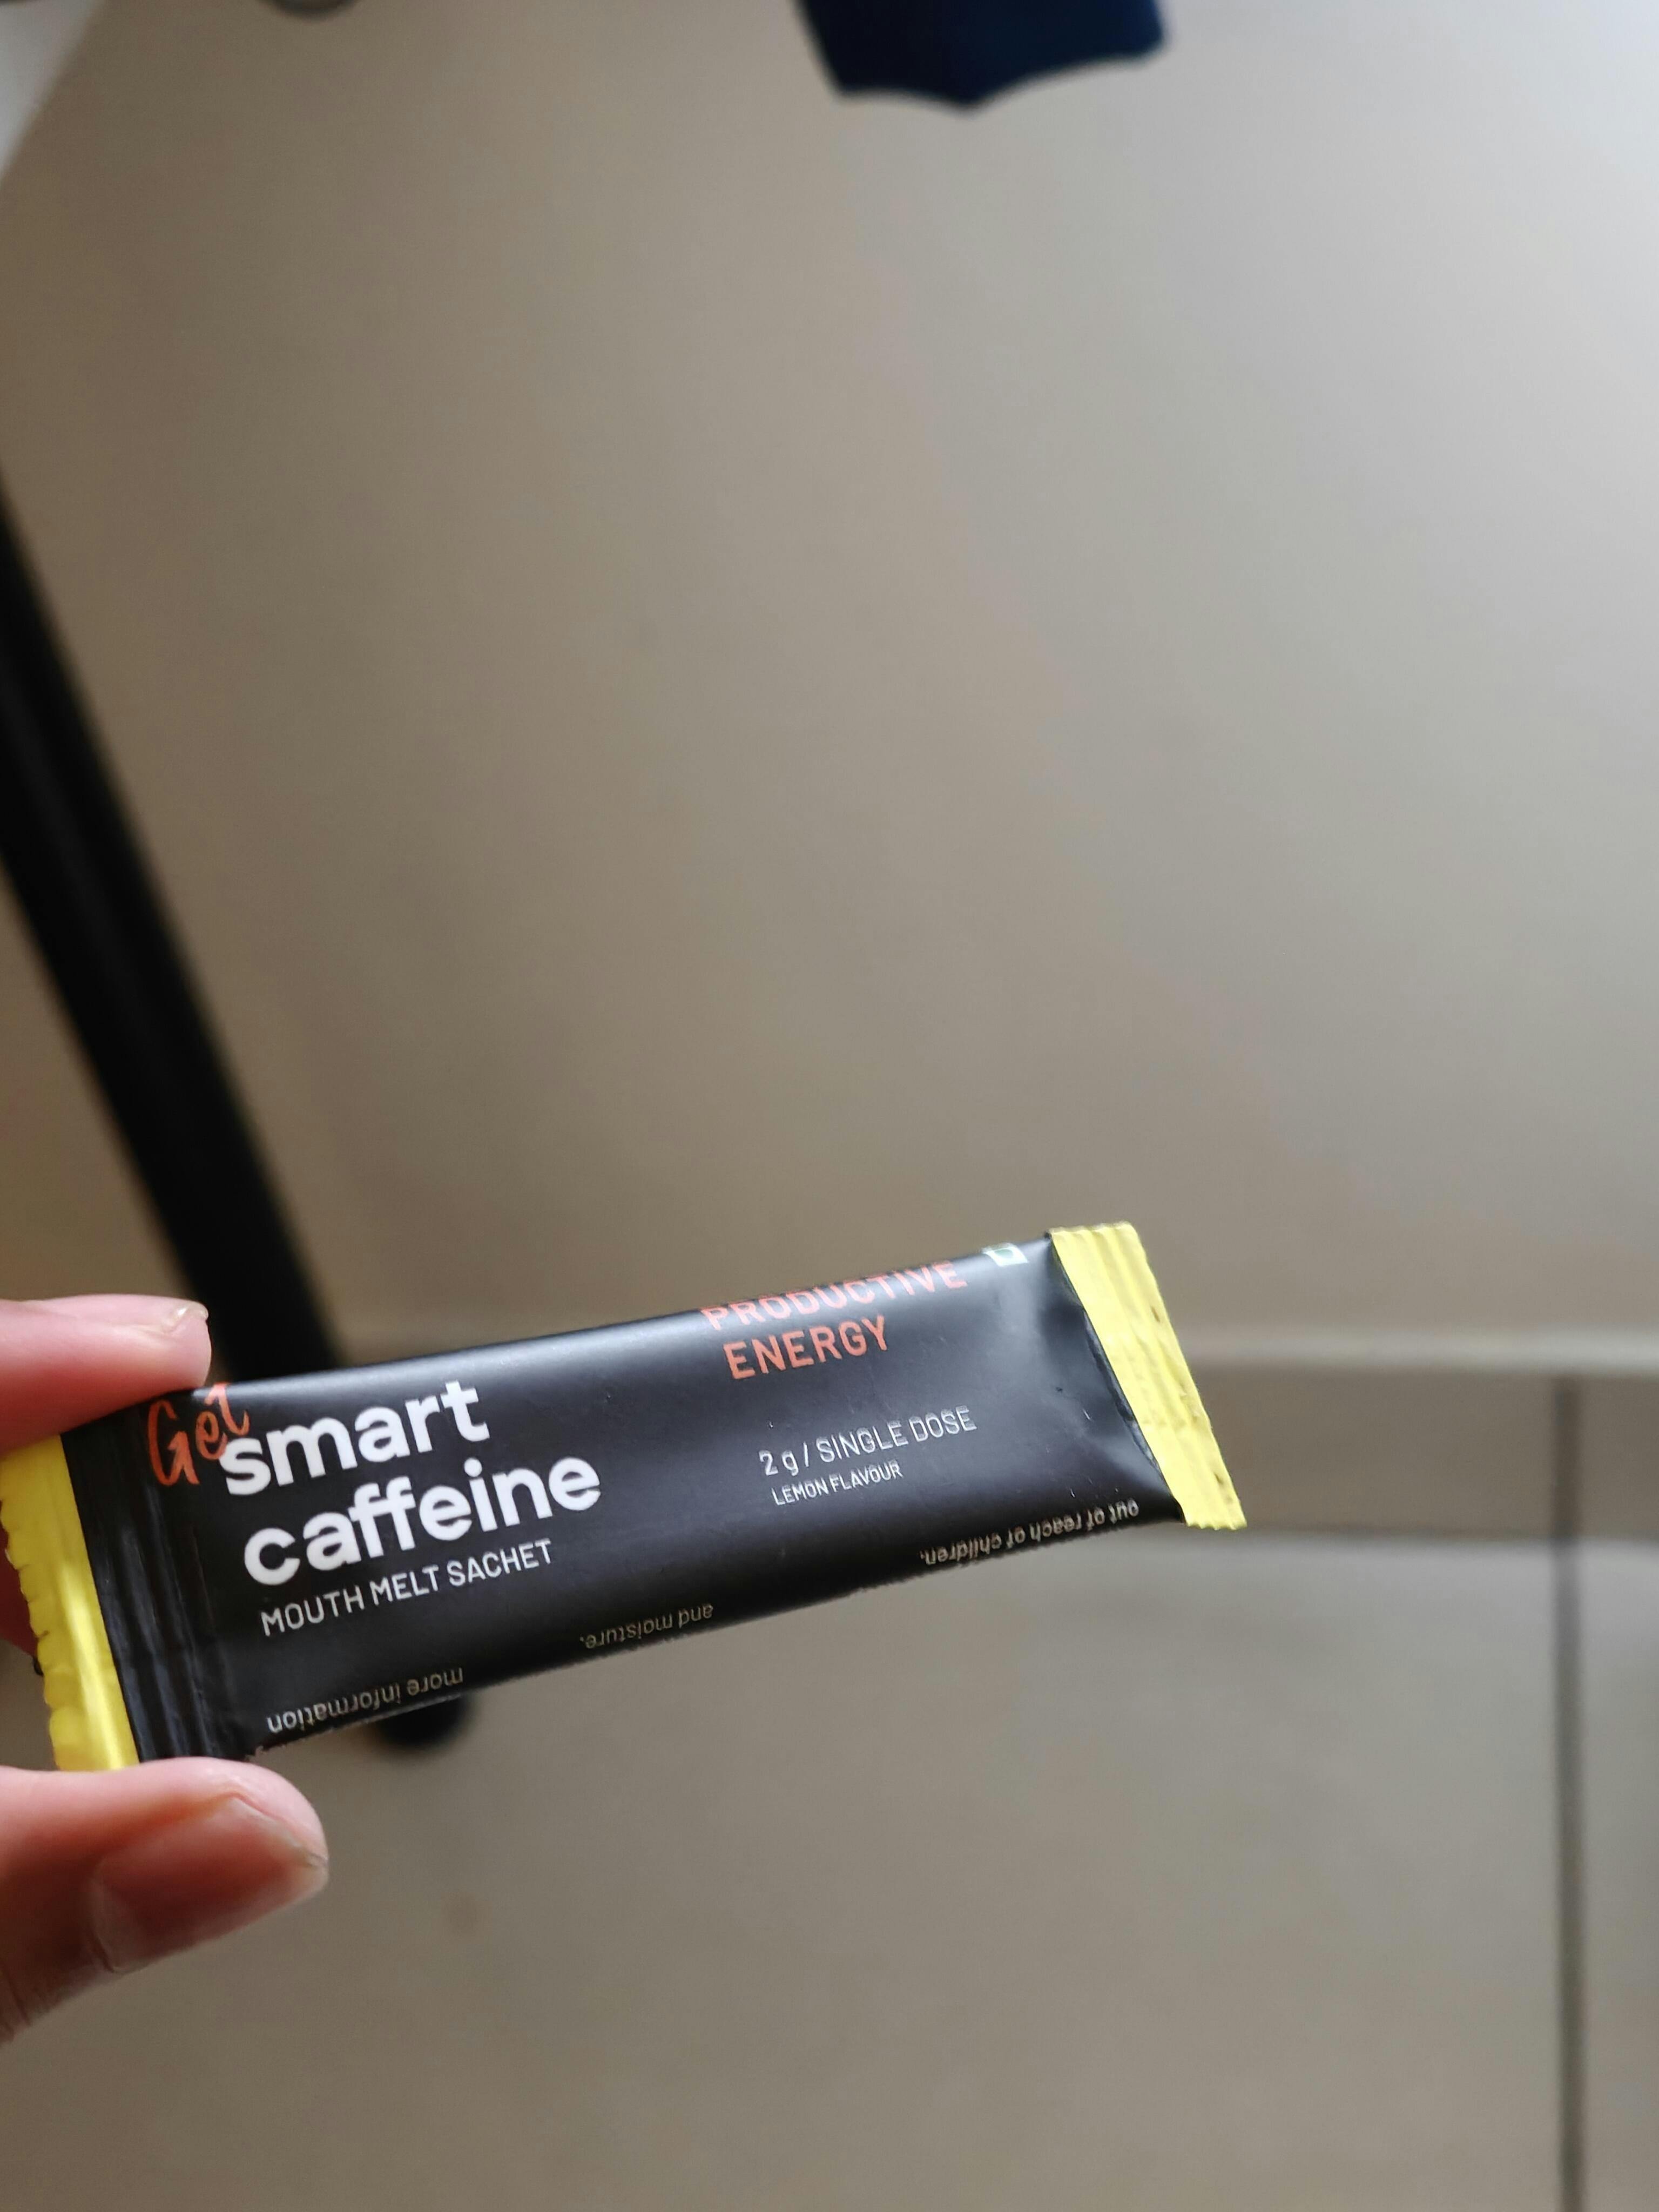 Get
smart
caffeine
MOUTH MELT SACHET
PRODUCTIVE
ENERGY
2 g / SINGLE DOSE
LEMON FLAVOUR
out of reach of children.
and moisture.
more information